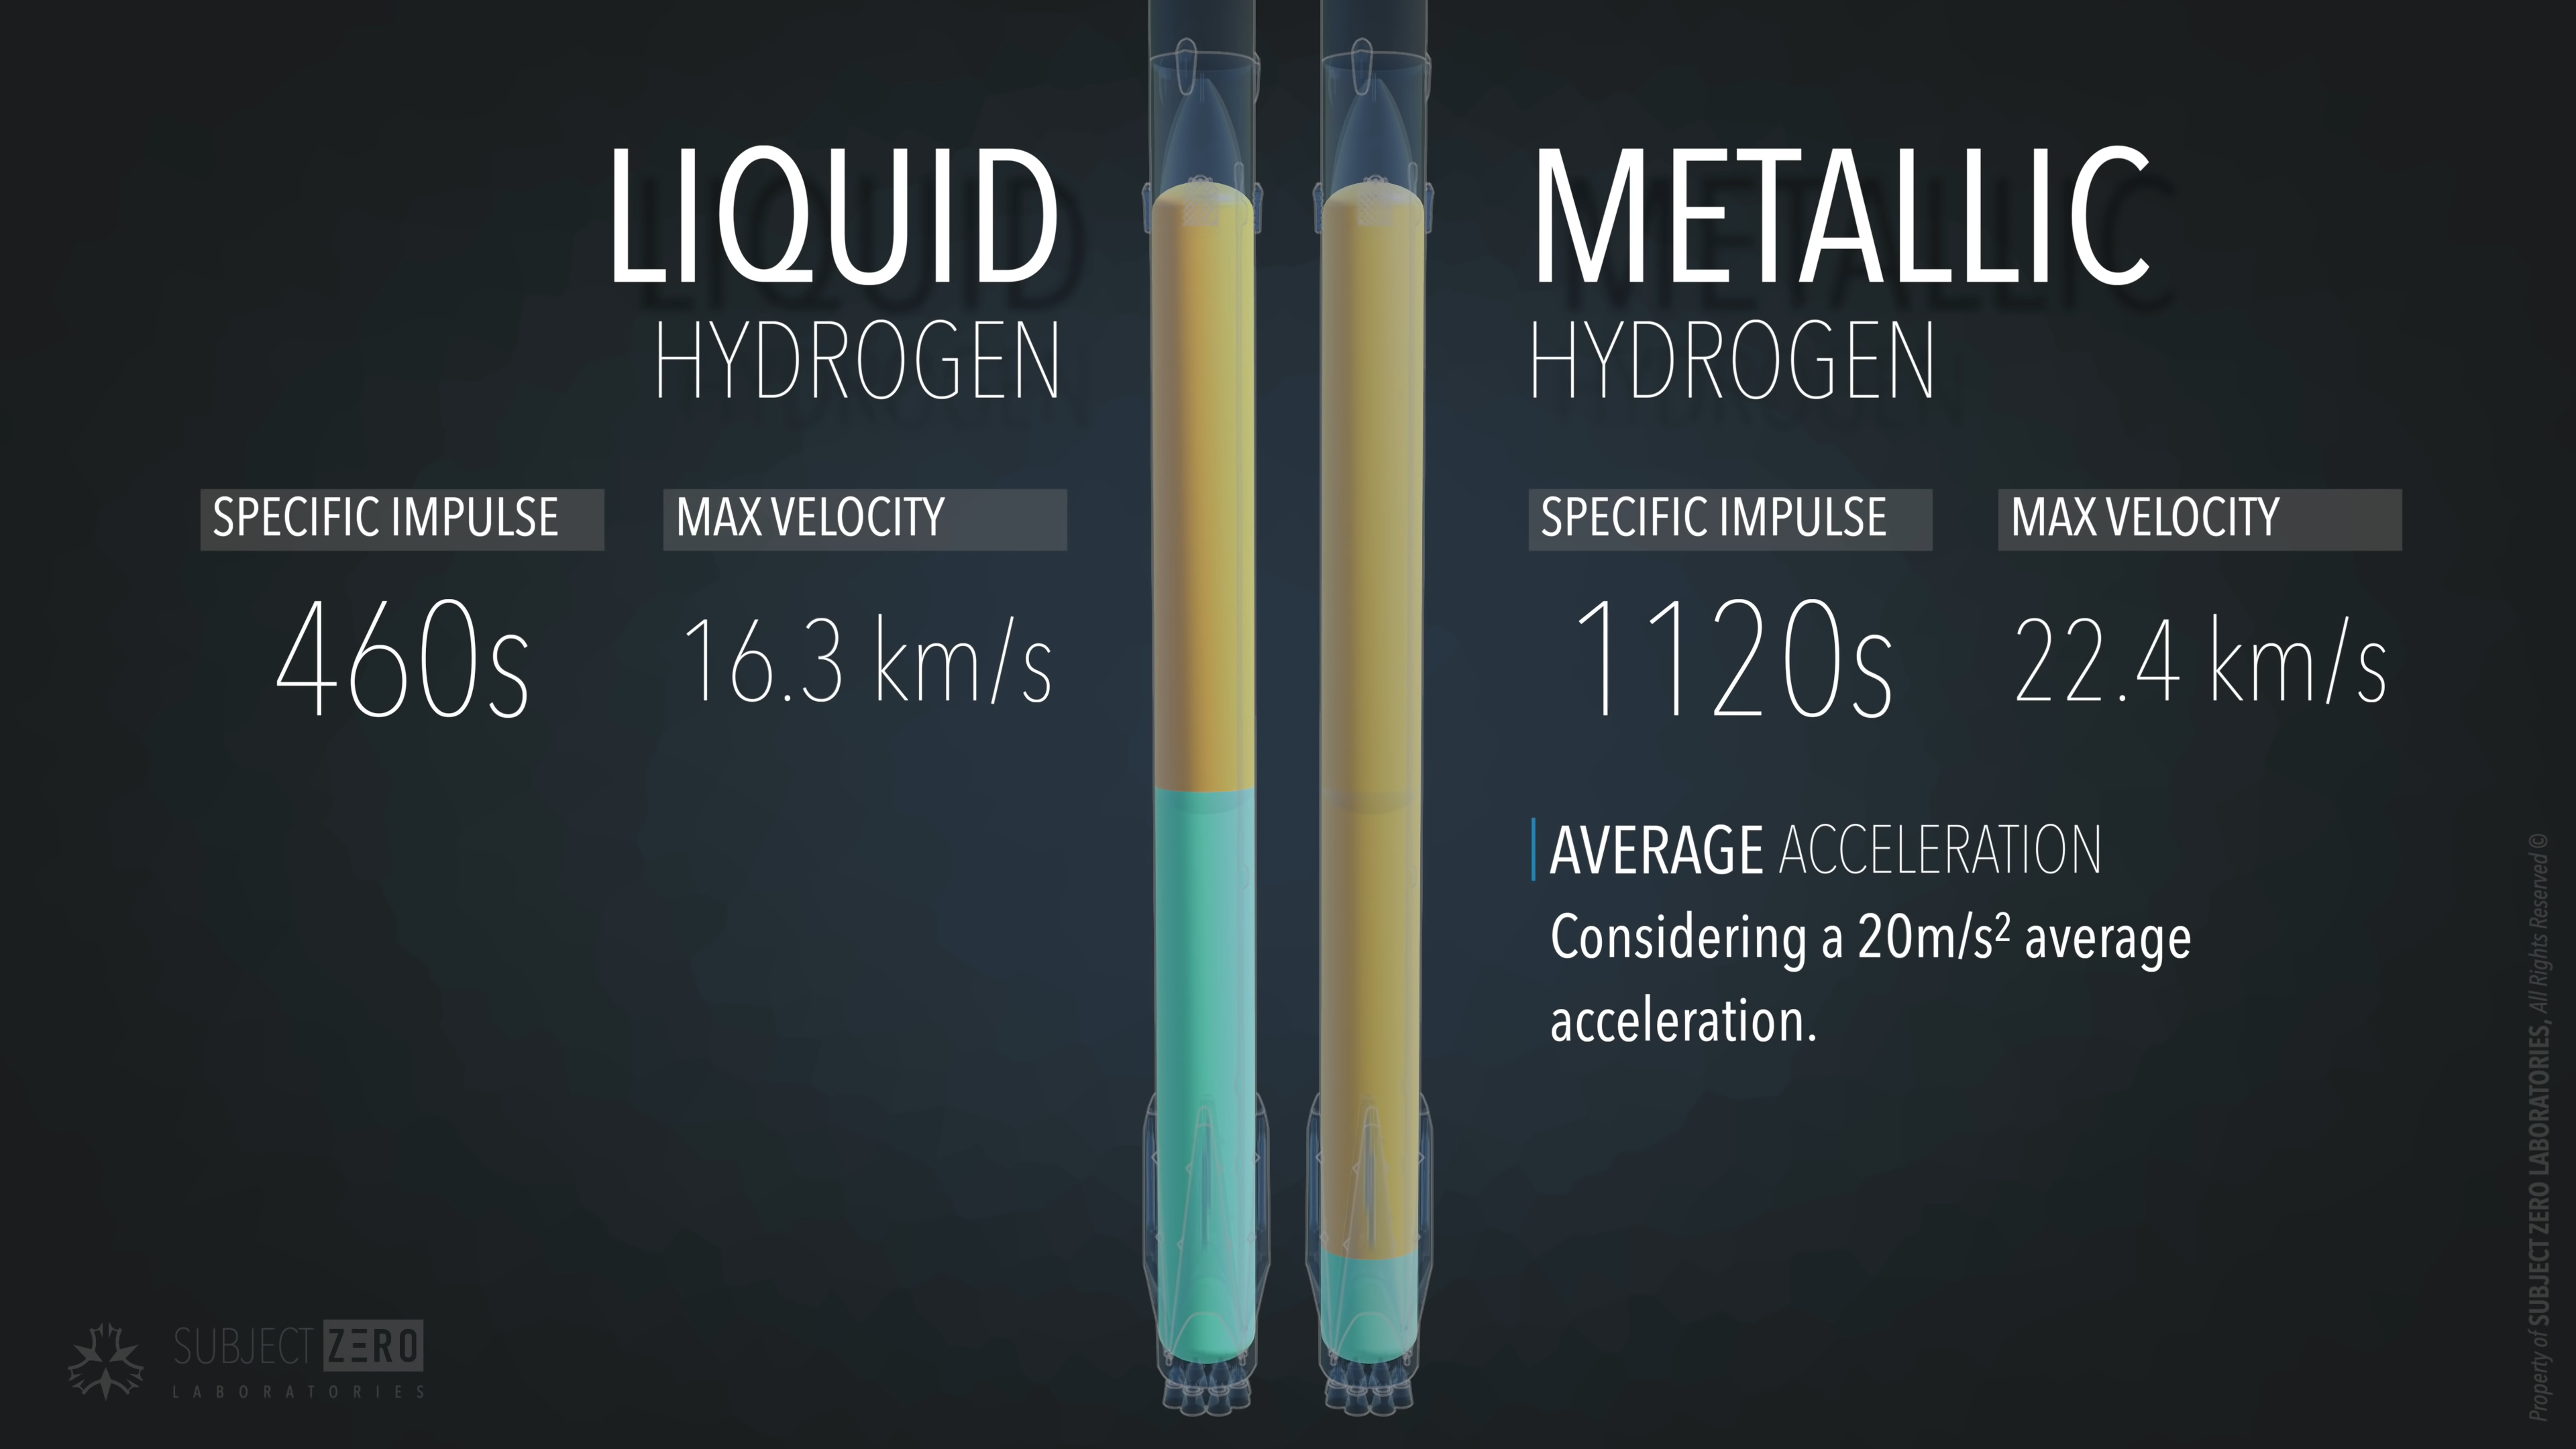 LIQUID
HYDROGEN
SPECIFIC IMPULSE
MAX VELOCITY
460s
16.3 km/s
METALLIC
HYDROGEN
SPECIFIC IMPULSE
MAX VELOCITY
1120s
22.4 km/s
AVERAGE ACCELERATION
Considering a 20m/s² average
acceleration.
SUBJECT ZERO
LABORATORIES
Property of SUBJECT ZERO LABORATORIES, All Rights Reserved ©